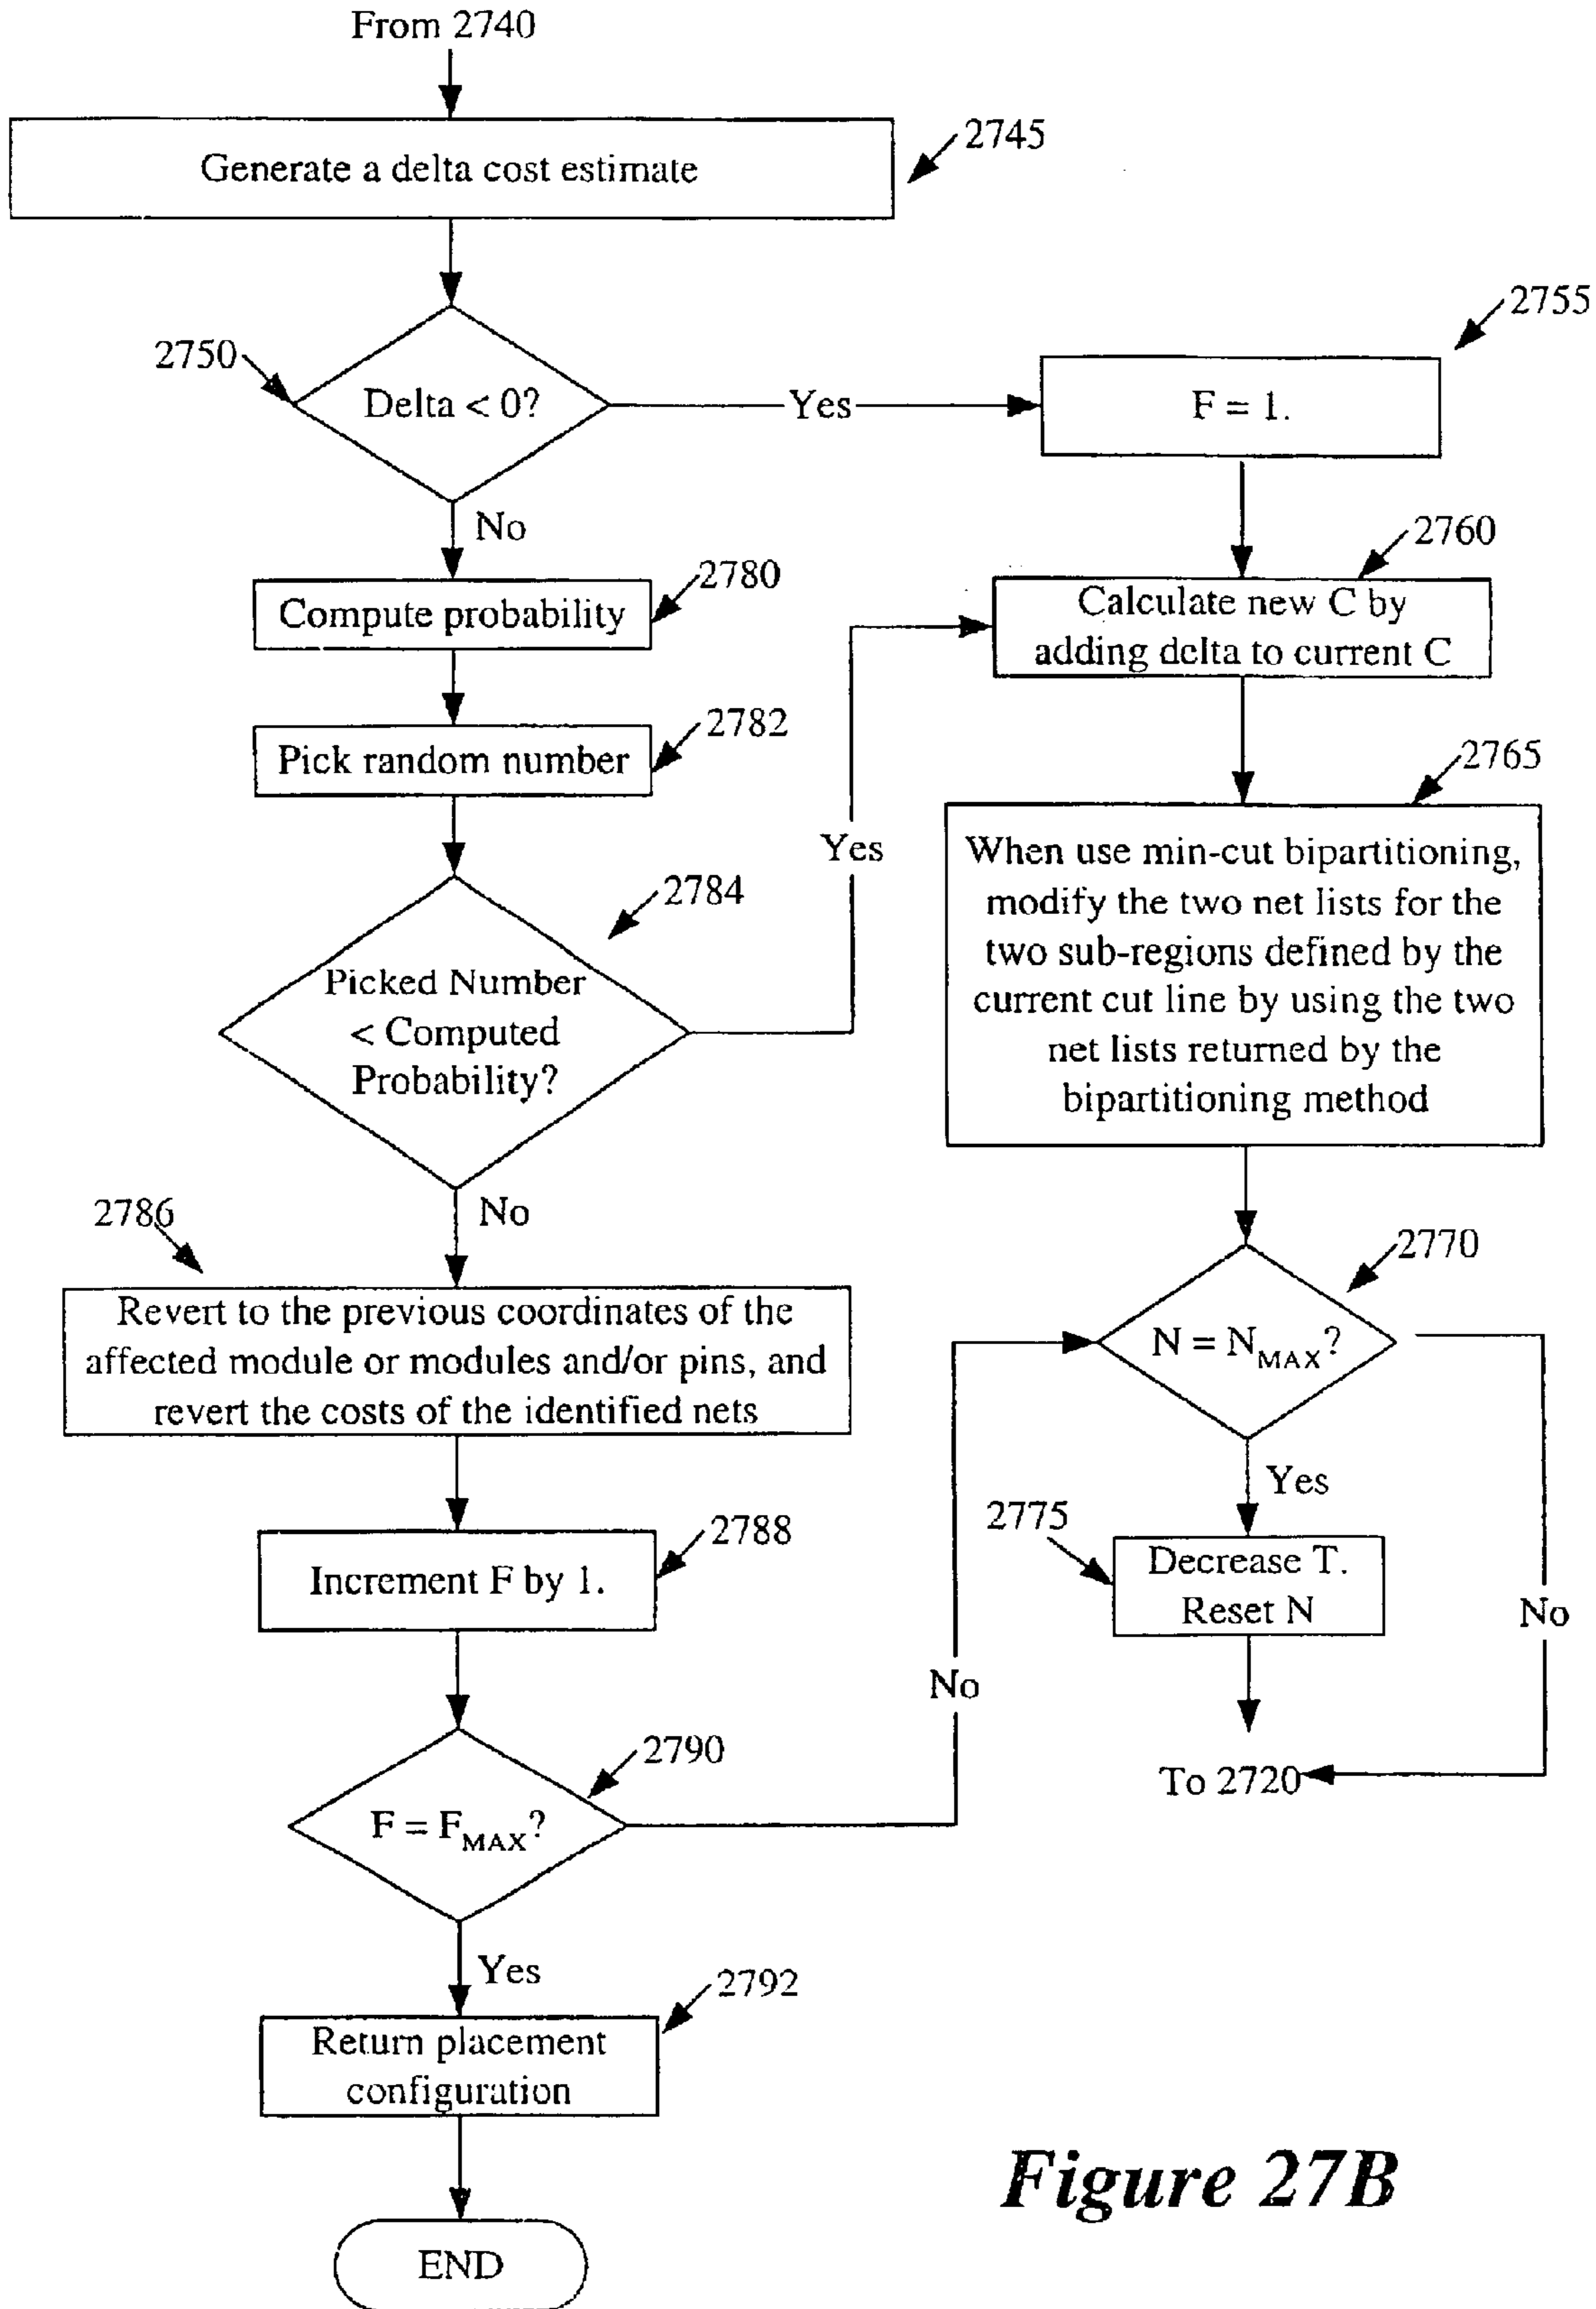 From 2740
2745
Generate a delta cost estimate
2755
2750
Delta < 0?
Yes
F = 1.
No
2760
2780
Calculate new C by
adding delta to current C
Compute probability
2782
Pick random number
2765
When use min-cut bipartitioning,
modify the two net lists for the
two sub-regions defined by the
current cut line by using the two
net lists returned by the
bipartitioning method
Yes
2784
Picked Number
< Computed
Probability?
No
2786
2770
Revert to the previous coordinates of the
affected module or modules and/or pins, and
revert the costs of the identified nets
N = NMAX?
Yes
2775
Decrease T.
Reset N
No
2788
Increment F by 1.
No
2790
To 2720
F = FMAX?
Yes
2792
Return placement
configuration
END
Figure 27B